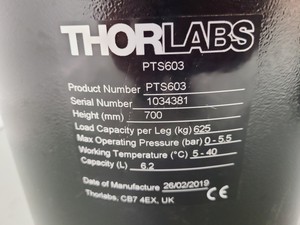 THORLABS
PTS603
Product Number PTS603
Serial Number 1034381
Height (mm) 700
Load Capacity per Leg (kg) 625
Max Operating Pressure (bar) 0 - 5.5
Working Temperature (°C) 5 - 40
Capacity (L) 6.2
Date of Manufacture 26/02/2019
Thorlabs, CB7 4EX, UK
CE